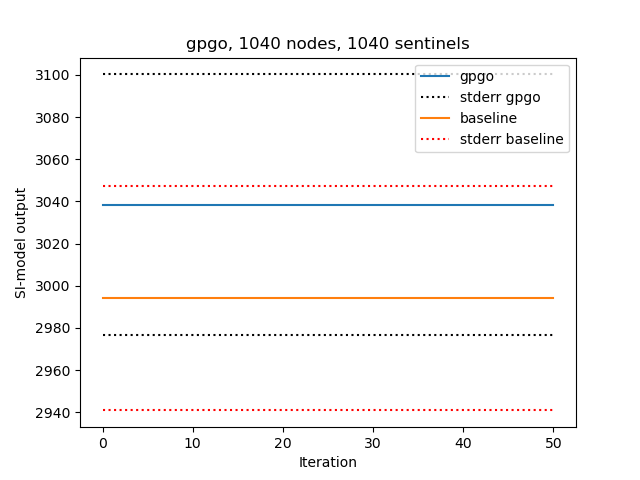 gpgo, 1040 nodes, 1040 sentinels
SI-model output
3100
3080
3060
3040
3020
3000
2980
2960
2940
gpgo
stderr gpgo
baseline
stderr baseline
0 10 20 30 40 50
Iteration